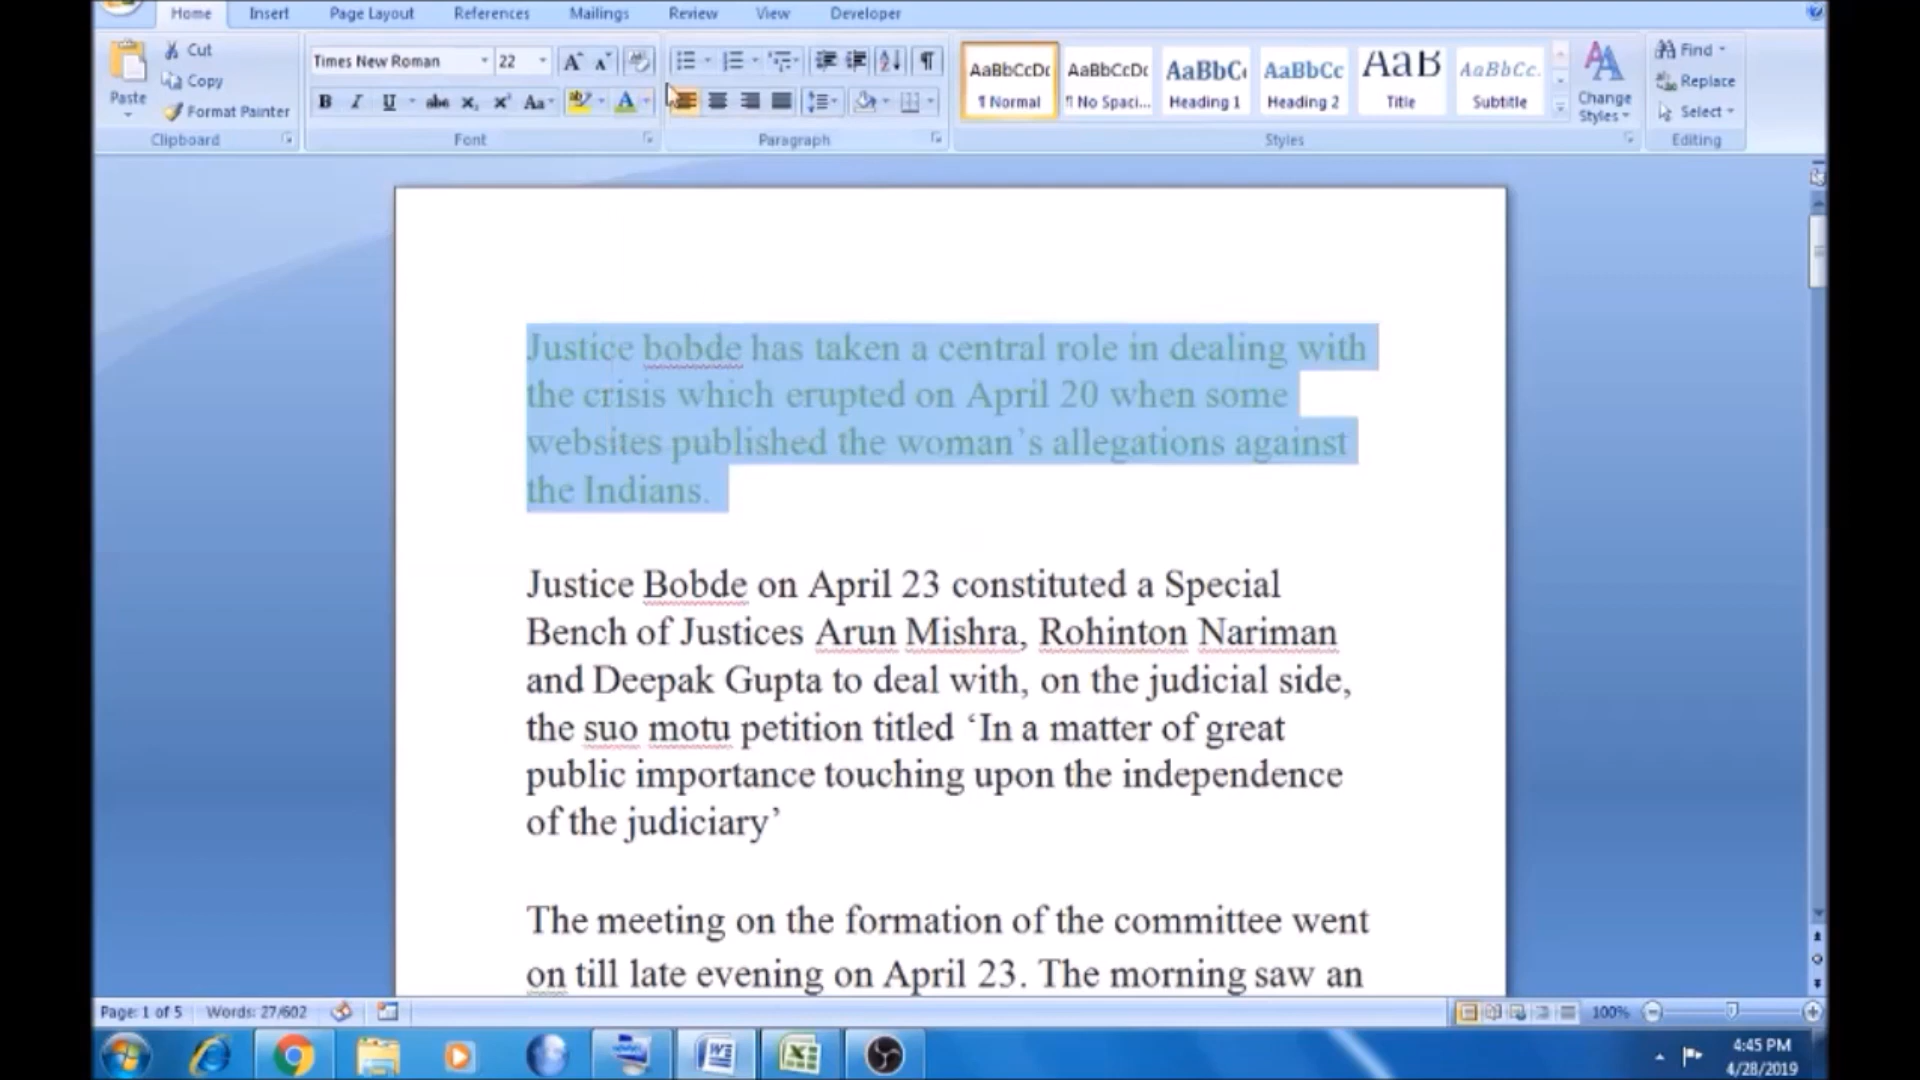 Home Insert Page Layout References Mailings Review View Developer
Cut
Copy
Format Painter
Paste
Clipboard
Times New Roman 22
Font
Paragraph
AaBbCcDc AaBbCcDc AaBbC AaBbCc AaB AaBbCc.
¶ Normal ¶ No Spaci... Heading 1 Heading 2 Title Subtitle
Change Styles
Styles
Find
Replace
Select
Editing
Justice bobde has taken a central role in dealing with
the crisis which erupted on April 20 when some
websites published the woman`s allegations against
the Indians.
Justice Bobde on April 23 constituted a Special
Bench of Justices Arun Mishra, Rohinton Nariman
and Deepak Gupta to deal with, on the judicial side,
the suo motu petition titled ‘In a matter of great
public importance touching upon the independence
of the judiciary’
The meeting on the formation of the committee went
on till late evening on April 23. The morning saw an
Page: 1 of 5 Words: 27/602 100%
4:45 PM
4/28/2019